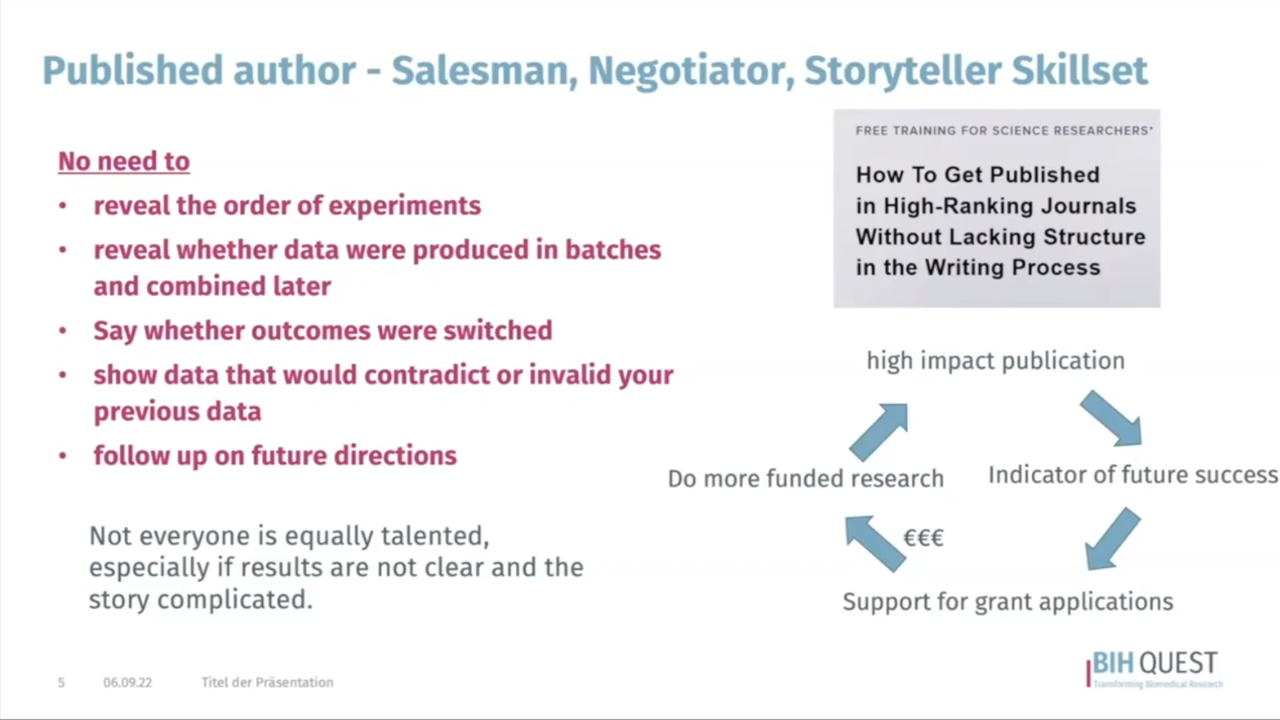 Published author - Salesman, Negotiator, Storyteller Skillset
No need to
• reveal the order of experiments
• reveal whether data were produced in batches
and combined later
• Say whether outcomes were switched
• show data that would contradict or invalid your
previous data
• follow up on future directions
Not everyone is equally talented,
especially if results are not clear and the
story complicated.
FREE TRAINING FOR SCIENCE RESEARCHERS*
How To Get Published
in High-Ranking Journals
Without Lacking Structure
in the Writing Process
high impact publication
Do more funded research
Indicator of future success
€€€
Support for grant applications
5
06.09.22
Titel der Präsentation
BIH QUEST
Transforming Biomedical Research